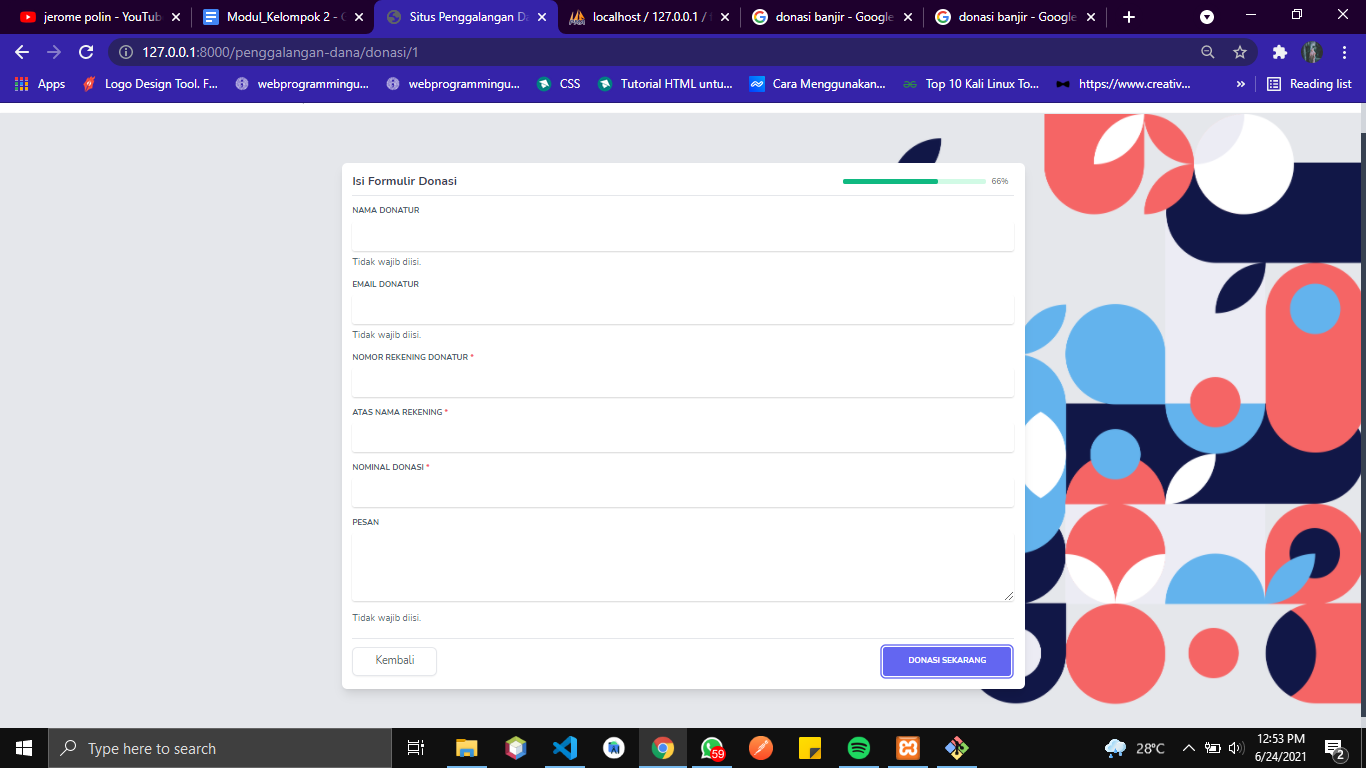 jerome polin - YouTub
Modul_Kelompok 2 - G
Situs Penggalangan Da
localhost / 127.0.0.1 / f
donasi banjir - Google
donasi banjir - Google
127.0.0.1:8000/penggalangan-dana/donasi/1
Apps
Logo Design Tool. F...
webprogrammingu...
webprogrammingu...
CSS
Tutorial HTML untu...
Cara Menggunakan...
Top 10 Kali Linux To...
https://www.creativ...
»
Reading list
Isi Formulir Donasi
66%
NAMA DONATUR
Tidak wajib diisi.
EMAIL DONATUR
Tidak wajib diisi.
NOMOR REKENING DONATUR *
ATAS NAMA REKENING *
NOMINAL DONASI *
PESAN
Tidak wajib diisi.
Kembali
DONASI SEKARANG
Type here to search
59
28°C
12:53 PM
6/24/2021
2